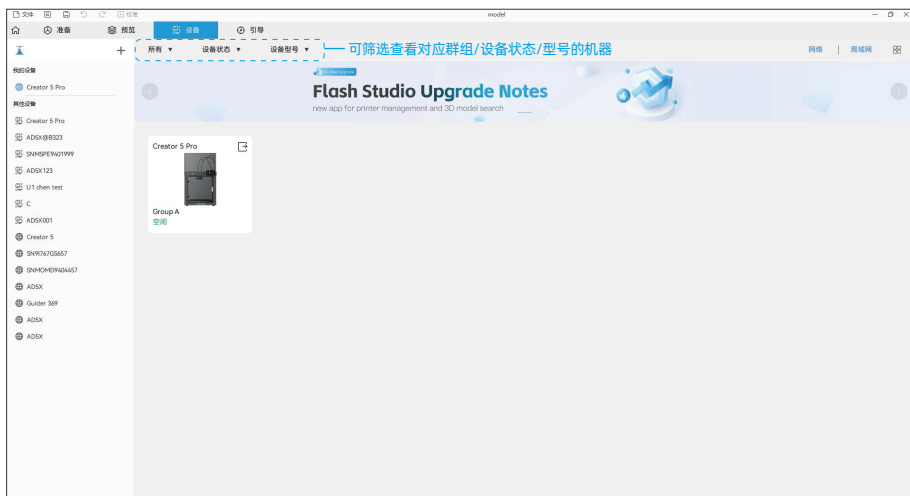 文件
校准
model
准备
预览
设备
引导
所有 ▼
设备状态 ▼
设备型号 ▼
可筛选查看对应群组/设备状态/型号的机器
网络
局域网
我的设备
Creator 5 Pro
其他设备
Creator 5 Pro
AD5X@B323
SNMSPE9401999
AD5X123
U1 chen test
C
AD5X001
Creator 5
SN9I767GS657
SNMOMD9404457
AD5X
Guider 369
AD5X
AD5X
Flash Studio Upgrade Notes
new app for printer management and 3D model search
Creator 5 Pro
Group A
空闲